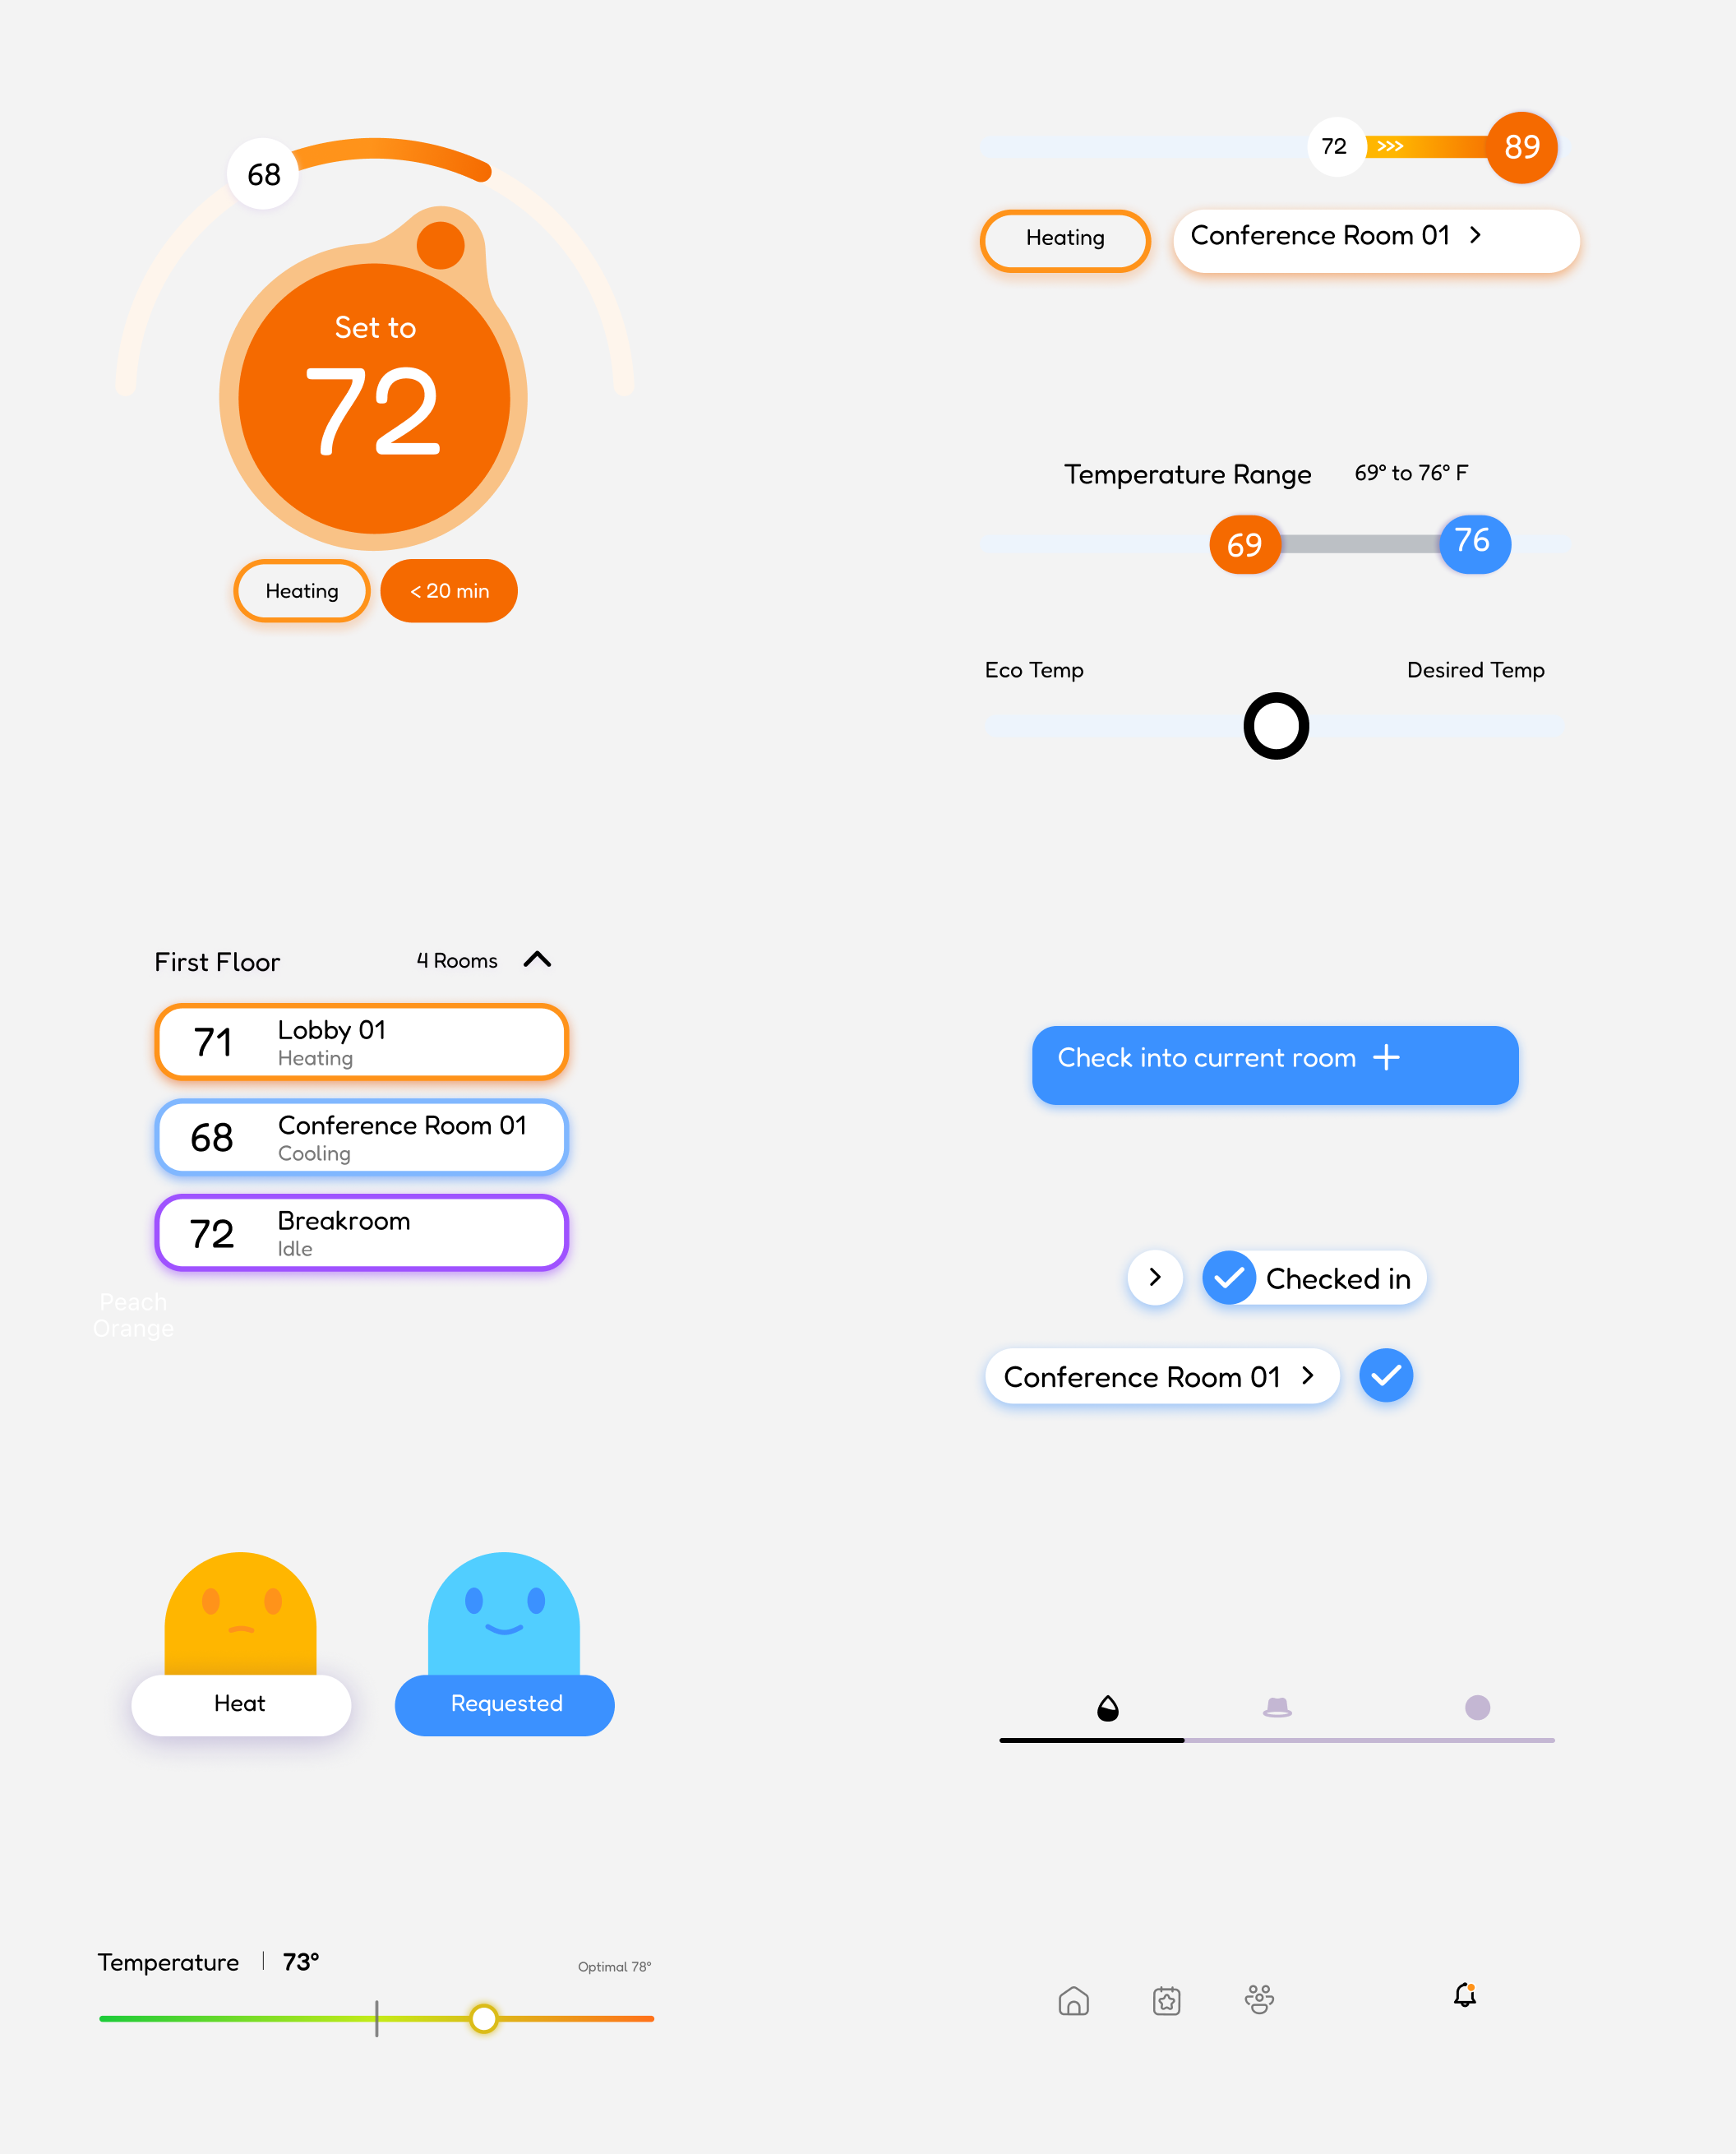 68
Set to
72
Heating
< 20 min
72 >>> 89
Heating
Conference Room 01 >
Temperature Range 69° to 76° F
69 76
Eco Temp Desired Temp
First Floor 4 Rooms
71 Lobby 01
Heating
68 Conference Room 01
Cooling
72 Breakroom
Idle
Peach
Orange
Check into current room +
> Checked in
Conference Room 01 >
Heat
Requested
Temperature | 73° Optimal 78°